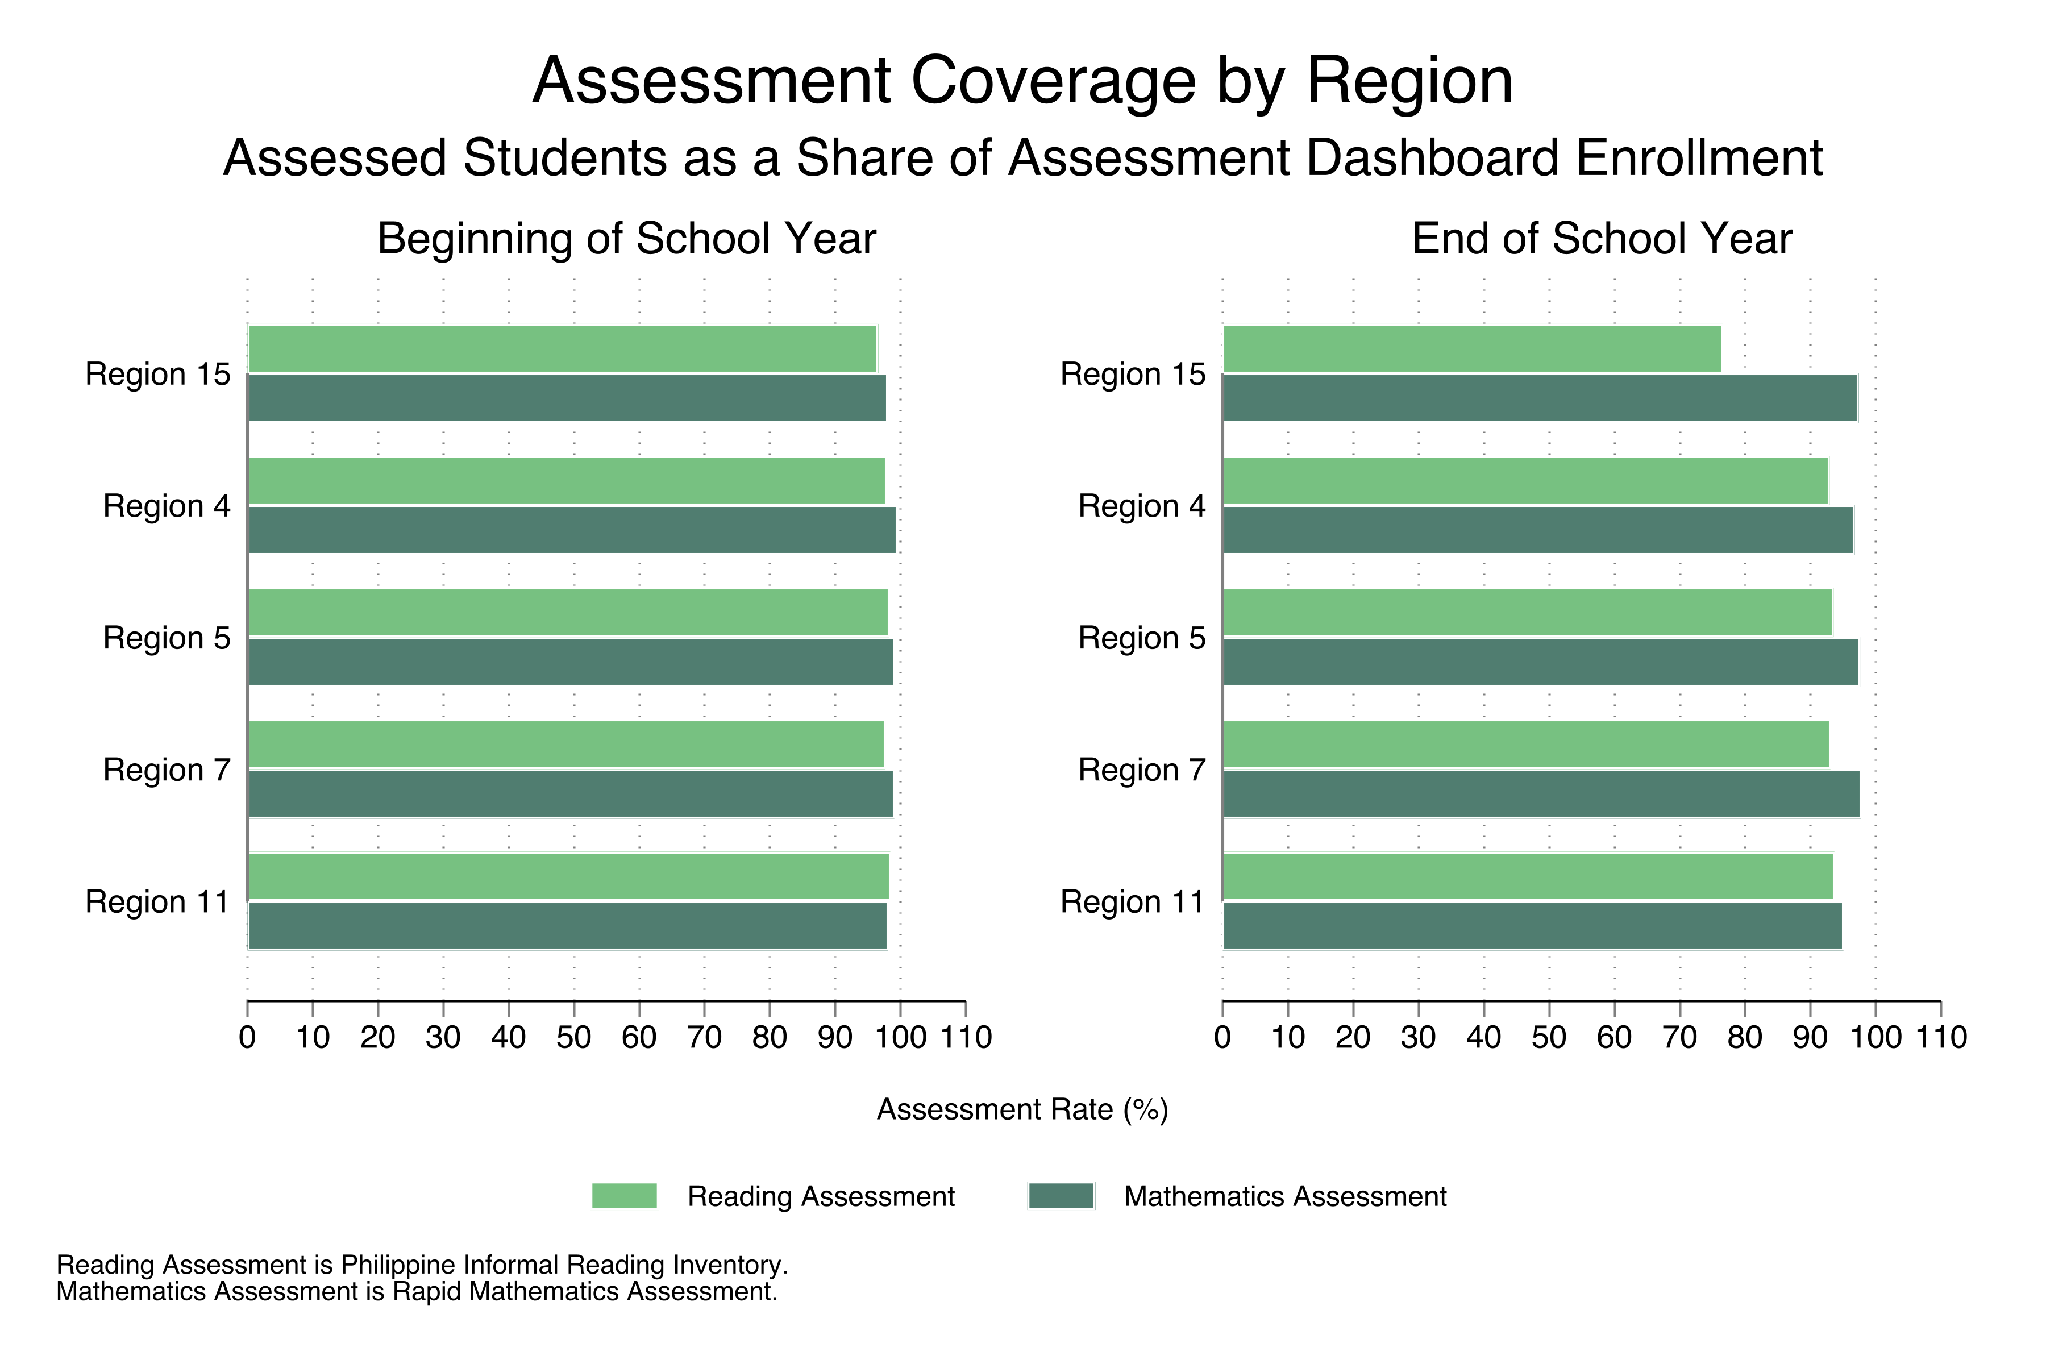 Assessment Coverage by Region
Assessed Students as a Share of Assessment Dashboard Enrollment
Beginning of School Year
Region 15
Region 4
Region 5
Region 7
Region 11
0 10 20 30 40 50 60 70 80 90 100 110
End of School Year
Region 15
Region 4
Region 5
Region 7
Region 11
0 10 20 30 40 50 60 70 80 90 100 110
Assessment Rate (%)
Reading Assessment
Mathematics Assessment
Reading Assessment is Philippine Informal Reading Inventory.
Mathematics Assessment is Rapid Mathematics Assessment.